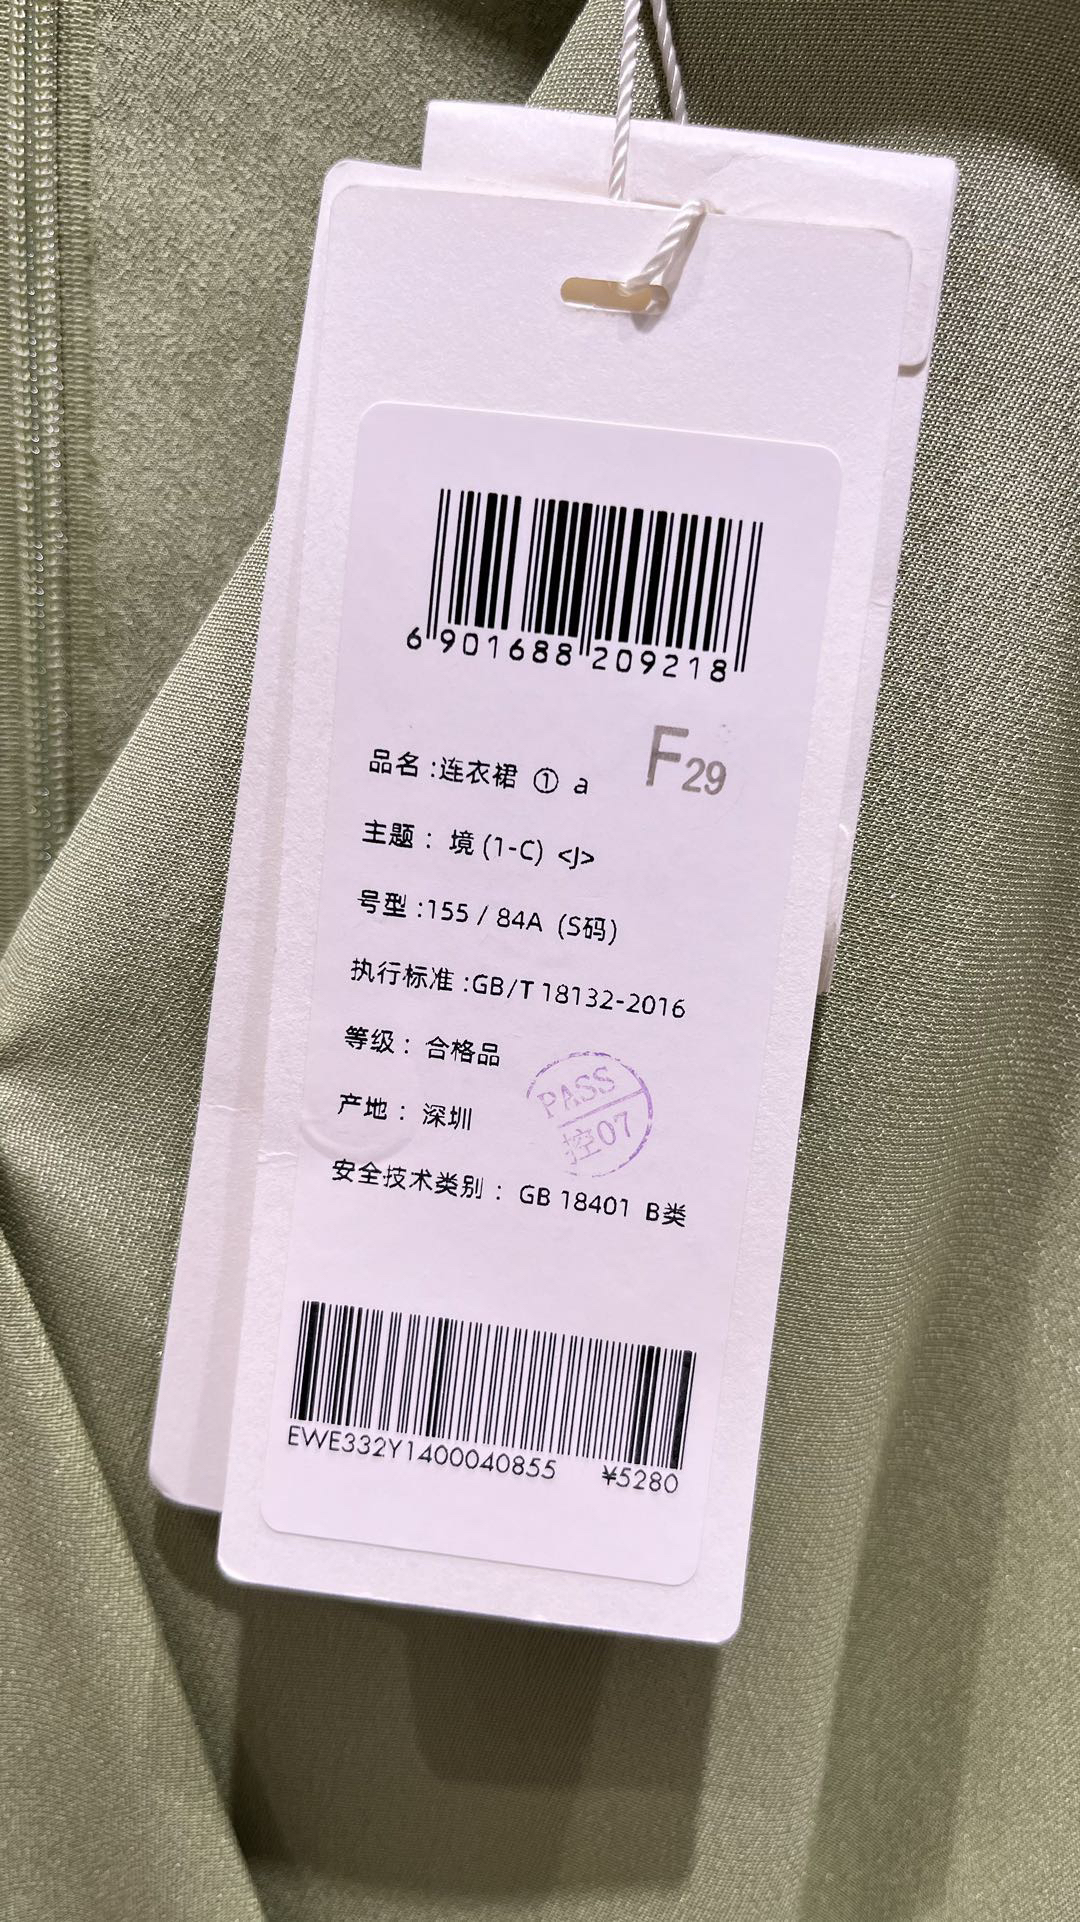 6 901688 209218
F29
品名:连衣裙 ① a
主题： 境(1-C) <J>
号型:155 / 84A (S码)
执行标准:GB/T 18132-2016
等级： 合格品
PASS
控07
产地： 深圳
安全技术类别： GB 18401 B类
EWE332Y1400040855 ¥5280